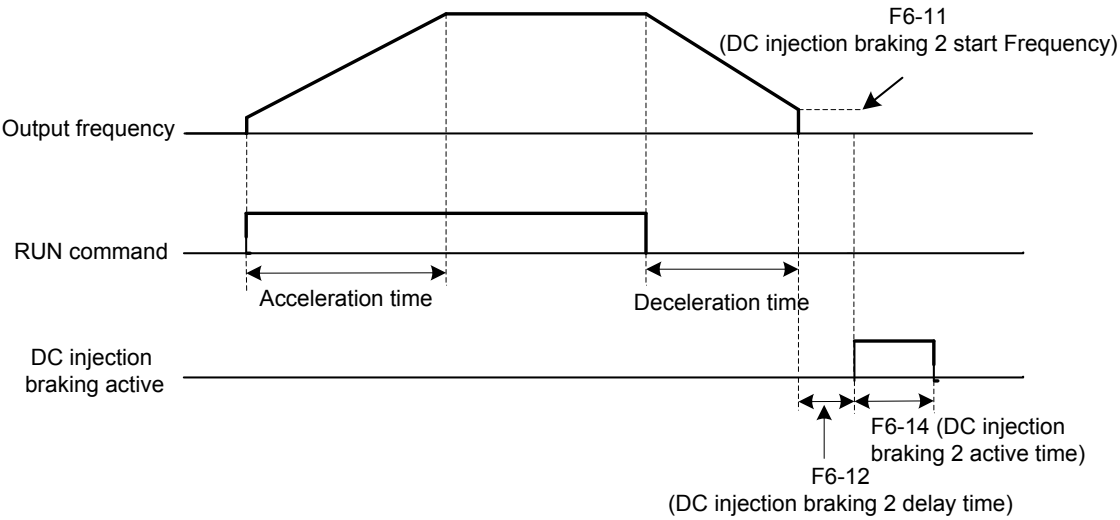 F6-11
(DC injection braking 2 start Frequency)
Output frequency
RUN command
Acceleration time
Deceleration time
DC injection
braking active
F6-14 (DC injection
braking 2 active time)
F6-12
(DC injection braking 2 delay time)